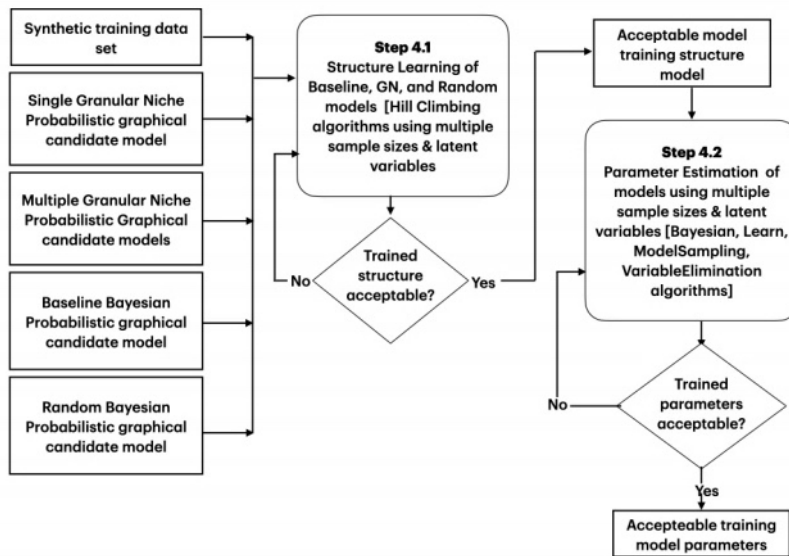 Synthetic training data
set
Single Granular Niche
Probabilistic graphical
candidate model
Multiple Granular Niche
Probabilistic Graphical
candidate models
Baseline Bayesian
Probabilistic graphical
candidate model
Random Bayesian
Probabilistic graphical
candidate model
Step 4.1
Structure Learning of
Baseline, GN, and Random
models [Hill Climbing
algorithms using multiple
sample sizes & latent
variables
No
Trained
structure
acceptable?
Yes
Acceptable model
training structure
model
Step 4.2
Parameter Estimation of
models using multiple
sample sizes & latent
variables [Bayesian, Learn,
ModelSampling,
VariableElimination
algorithms]
No
Trained
parameters
acceptable?
Yes
Accepteable training
model parameters